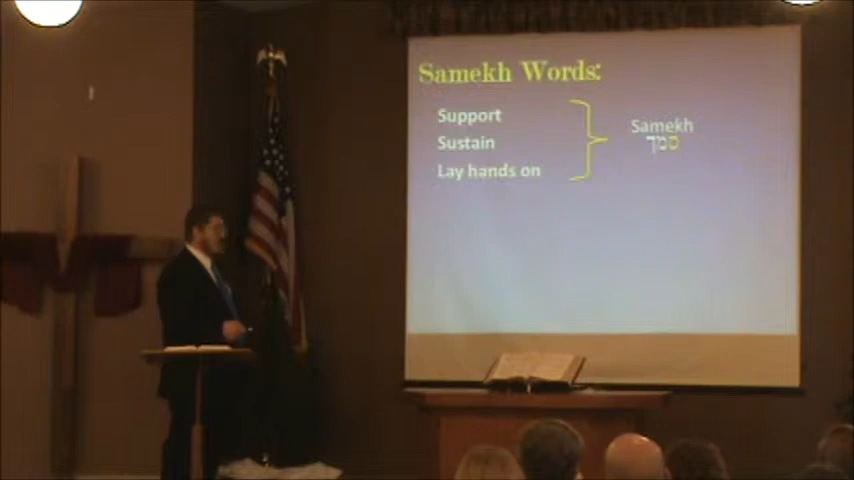 Samekh Words:
Support
Sustain
Lay hands on
Samekh
סמך